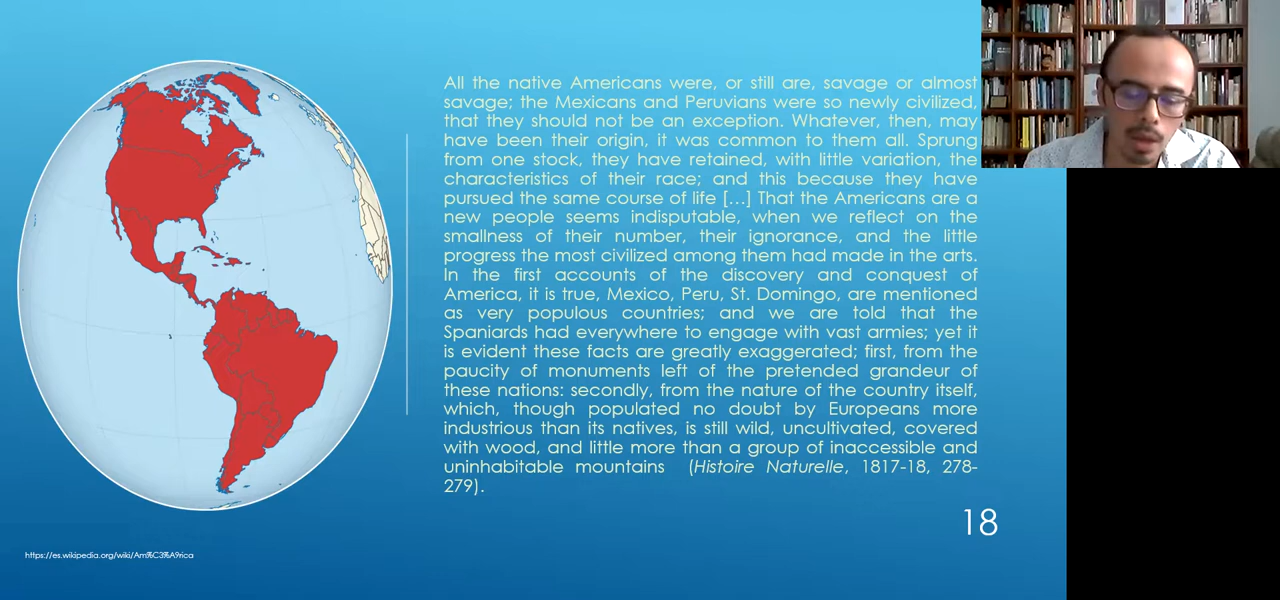 All the native Americans were, or still are, savage or almost
savage; the Mexicans and Peruvians were so newly civilized,
that they should not be an exception. Whatever, then, may
have been their origin, it was common to them all. Sprung
from one stock, they have retained, with little variation, the
characteristics of their race; and this because they have
pursued the same course of life [...] That the Americans are a
new people seems indisputable, when we reflect on the
smallness of their number, their ignorance, and the little
progress the most civilized among them had made in the arts.
In the first accounts of the discovery and conquest of
America, it is true, Mexico, Peru, St. Domingo, are mentioned
as very populous countries; and we are told that the
Spaniards had everywhere to engage with vast armies; yet it
is evident these facts are greatly exaggerated; first, from the
paucity of monuments left of the pretended grandeur of
these nations: secondly, from the nature of the country itself,
which, though populated no doubt by Europeans more
industrious than its natives, is still wild, uncultivated, covered
with wood, and little more than a group of inaccessible and
uninhabitable mountains (Histoire Naturelle, 1817-18, 278-
279).
18
https://es.wikipedia.org/wiki/Am%C3%A9rica